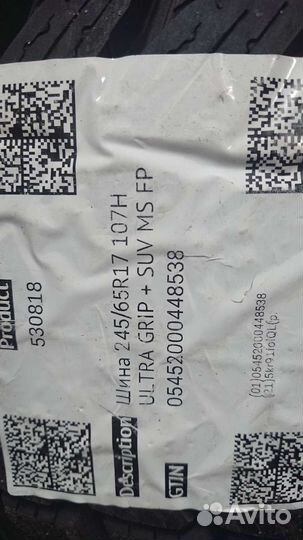 Product
530818
Description
Шина 245/65R17 107H
ULTRA GRIP + SUV MS FP
GTIN
05452000448538
(01)05452000448538
Avito